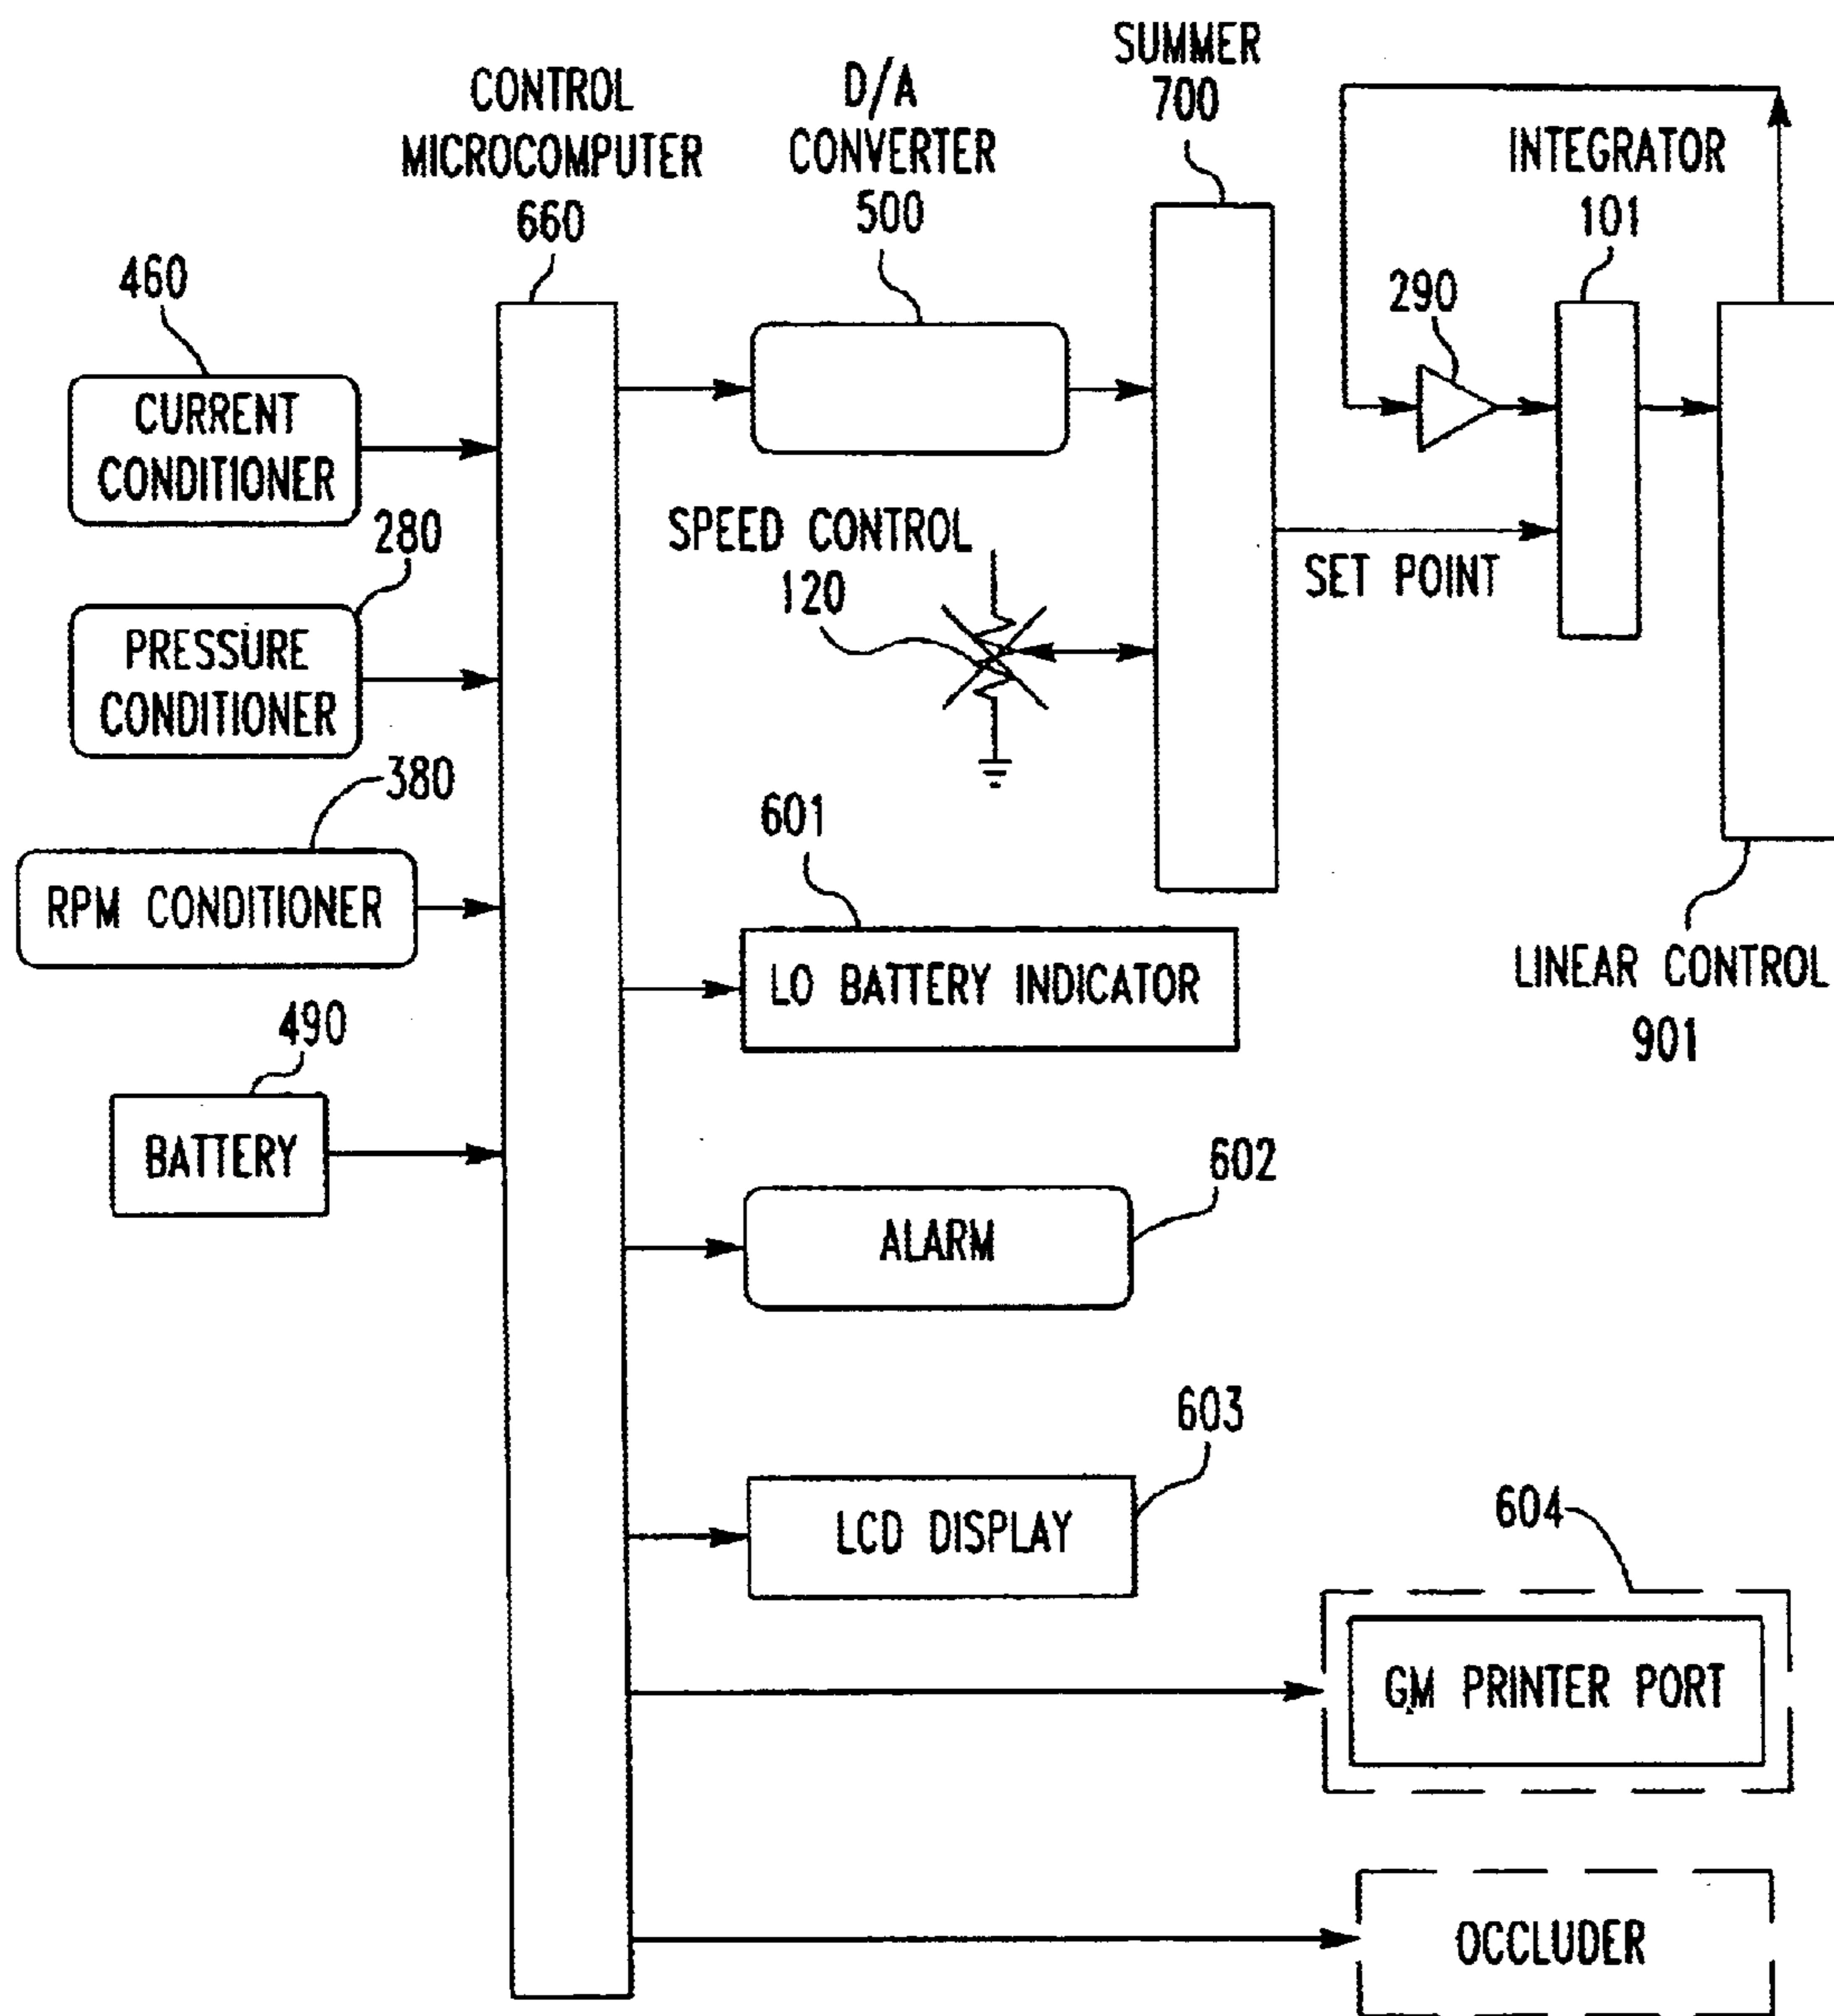 SUMMER
700
CONTROL
MICROCOMPUTER
660
D/A
CONVERTER
500
INTEGRATOR
101
460
290
CURRENT
CONDITIONER
280
SPEED CONTROL
120
SET POINT
PRESSURE
CONDITIONER
380
601
RPM CONDITIONER
LO BATTERY INDICATOR
LINEAR CONTROL
901
490
BATTERY
602
ALARM
603
LCD DISPLAY
604
GM PRINTER PORT
OCCLUDER